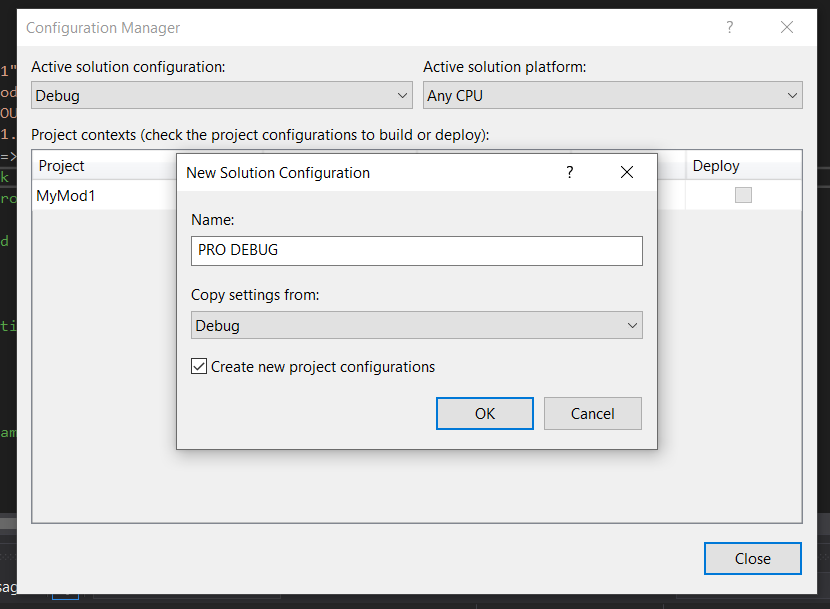 Configuration Manager
?
Active solution configuration:
Active solution platform:
Debug
Any CPU
Project contexts (check the project configurations to build or deploy):
Project
Deploy
MyMod1
New Solution Configuration
?
Name:
PRO DEBUG
Copy settings from:
Debug
Create new project configurations
OK
Cancel
Close